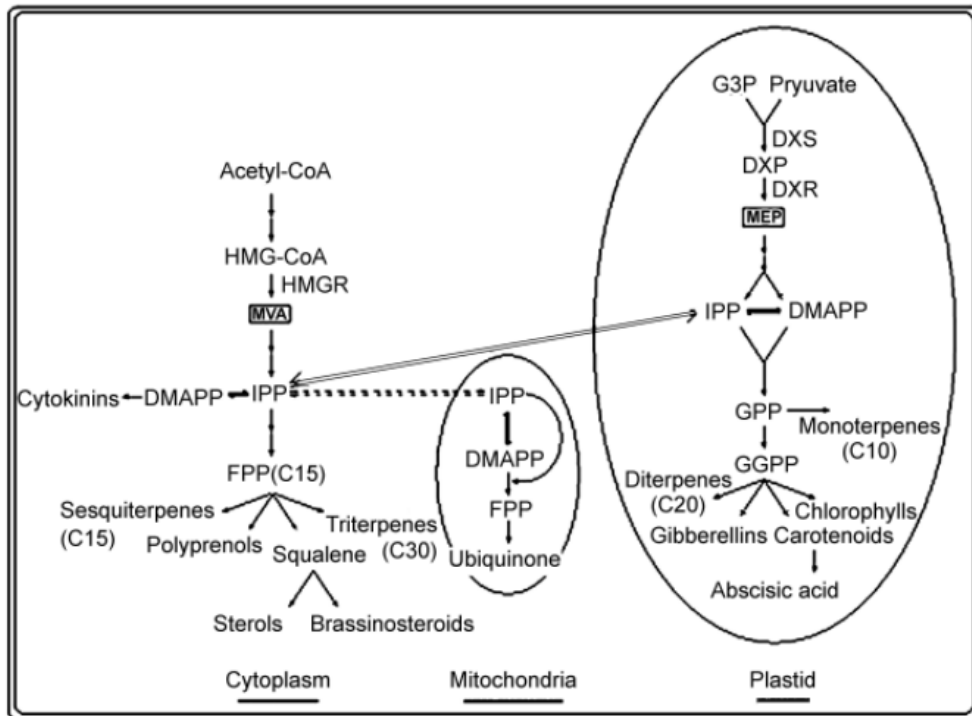 G3P Pryuvate
DXS
DXP
DXR
MEP
IPP DMAPP
GPP
Monoterpenes
(C10)
GGPP
Diterpenes
(C20)
Chlorophylls
Gibberellins Carotenoids
Abscisic acid
Acetyl-CoA
HMG-CoA
HMGR
MVA
Cytokinins DMAPP IPP
FPP(C15)
Sesquiterpenes
(C15)
Polyprenols
Squalene
Triterpenes
(C30)
Sterols Brassinosteroids
IPP
DMAPP
FPP
Ubiquinone
Cytoplasm Mitochondria Plastid